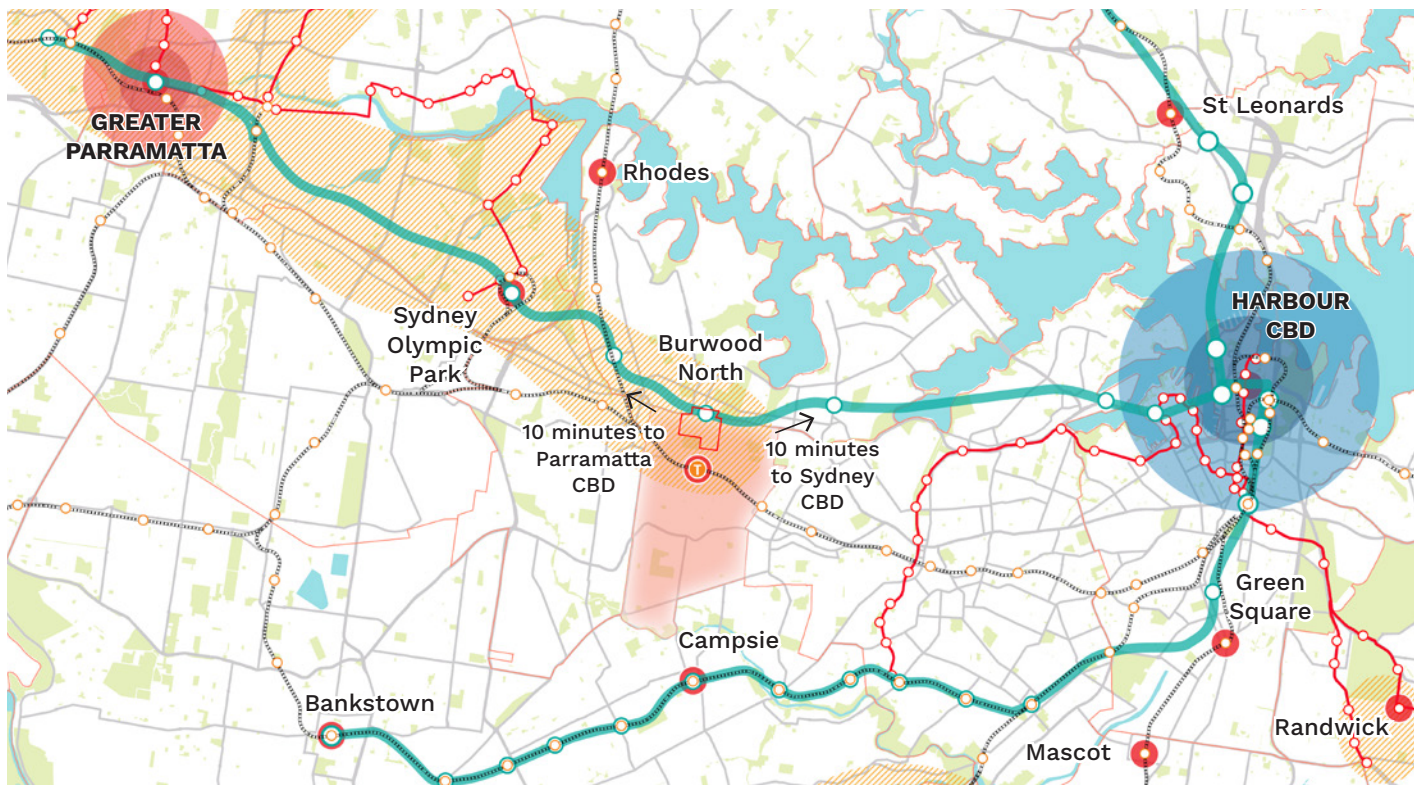 St Leonards
GREATER
PARRAMATTA
Rhodes
HARBOUR
CBD
Sydney
Olympic
Park
Burwood
North
10 minutes to
Parramatta
CBD
10 minutes
to Sydney
CBD
T
Green
Square
Campsie
Bankstown
Randwick
Mascot